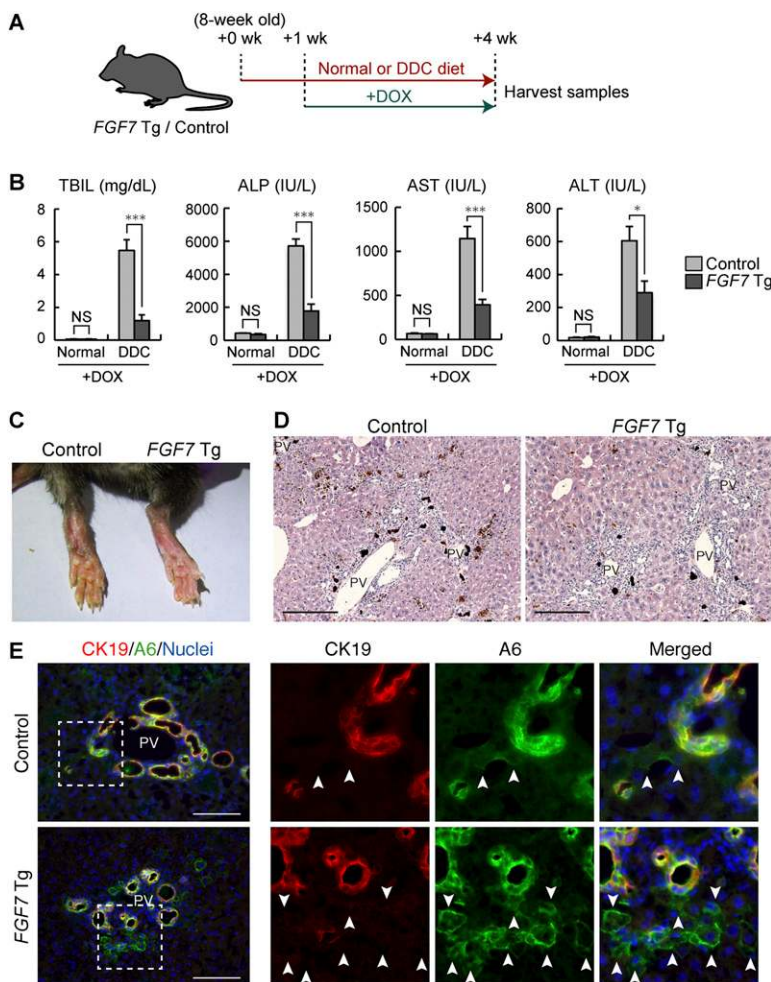 A
(8-week old)
+0 wk +1 wk +4 wk
Normal or DDC diet
+DOX
Harvest samples
FGF7 Tg / Control
B
TBIL (mg/dL) ALP (IU/L) AST (IU/L) ALT (IU/L)
6 4 2 0
*** NS
Normal DDC
+DOX
8000 6000 4000 2000 0
*** NS
Normal DDC
+DOX
1500 1000 500 0
*** NS
Normal DDC
+DOX
800 600 400 200 0
* NS
Normal DDC
+DOX
Control
FGF7 Tg
C
Control FGF7 Tg
D
Control FGF7 Tg
PV PV PV
PV PV PV
E
CK19/A6/Nuclei CK19 A6 Merged
Control
PV
FGF7 Tg
PV